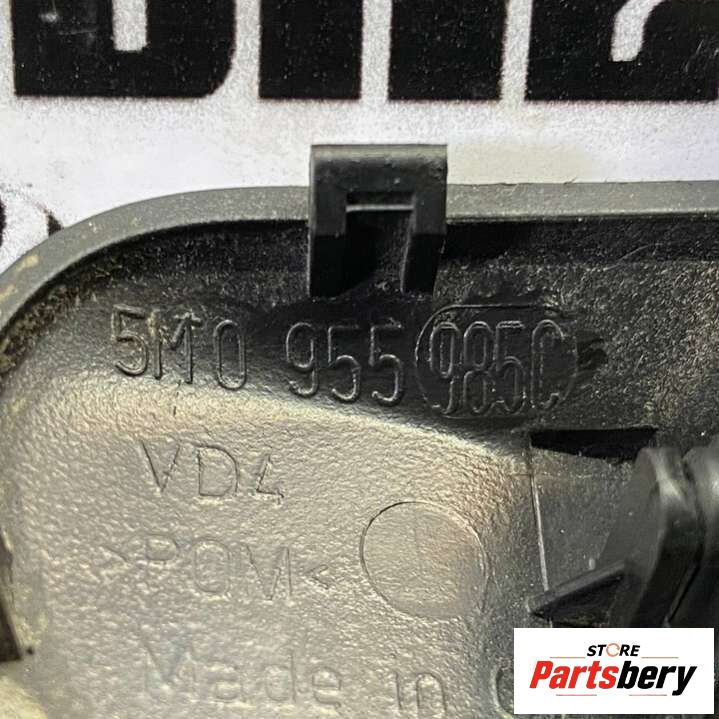 5M0 955 985C
VD4
>POM<
Made in
STORE
Partsbery